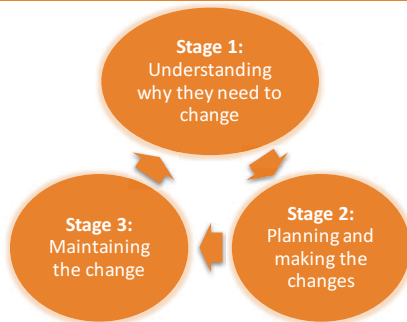 Stage 1:
Understanding
why they need to
change
Stage 2:
Planning and
making the
changes
Stage 3:
Maintaining
the change